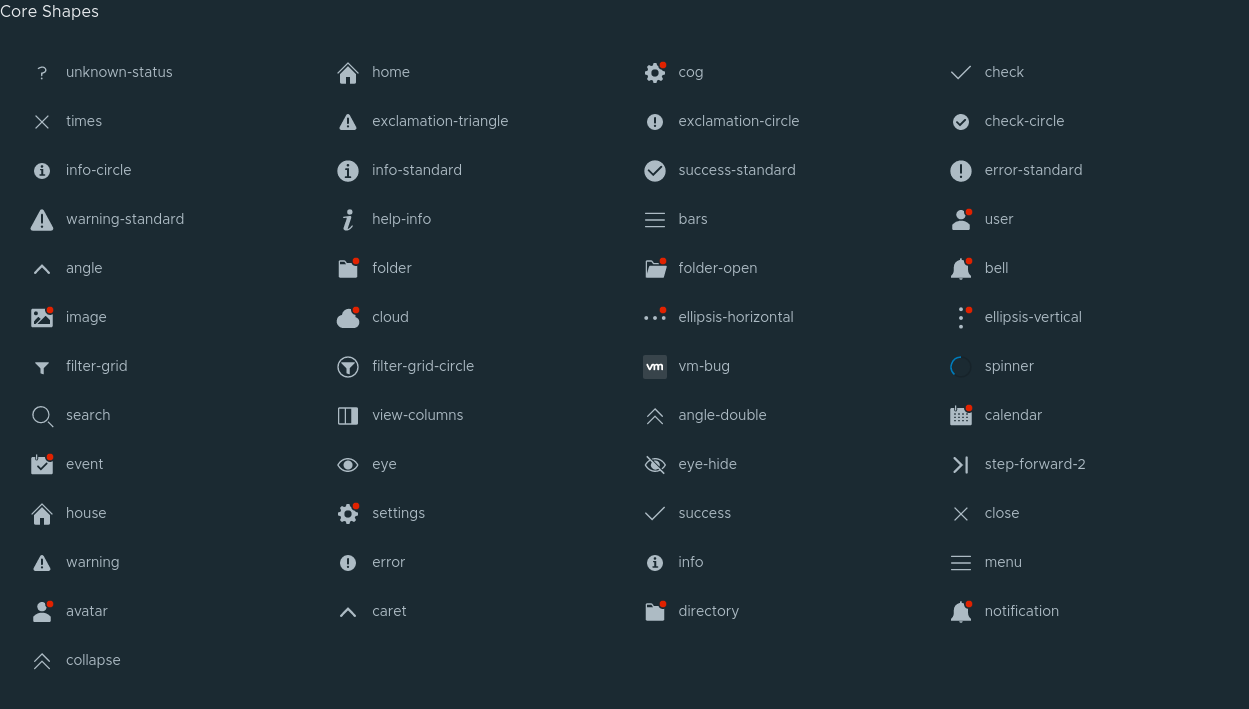 Core Shapes
unknown-status home cog check
times exclamation-triangle exclamation-circle check-circle
info-circle info-standard success-standard error-standard
warning-standard help-info bars user
angle folder folder-open bell
image cloud ellipsis-horizontal ellipsis-vertical
filter-grid filter-grid-circle vm vm-bug spinner
search view-columns angle-double calendar
event eye eye-hide step-forward-2
house settings success close
warning error info menu
avatar caret directory notification
collapse